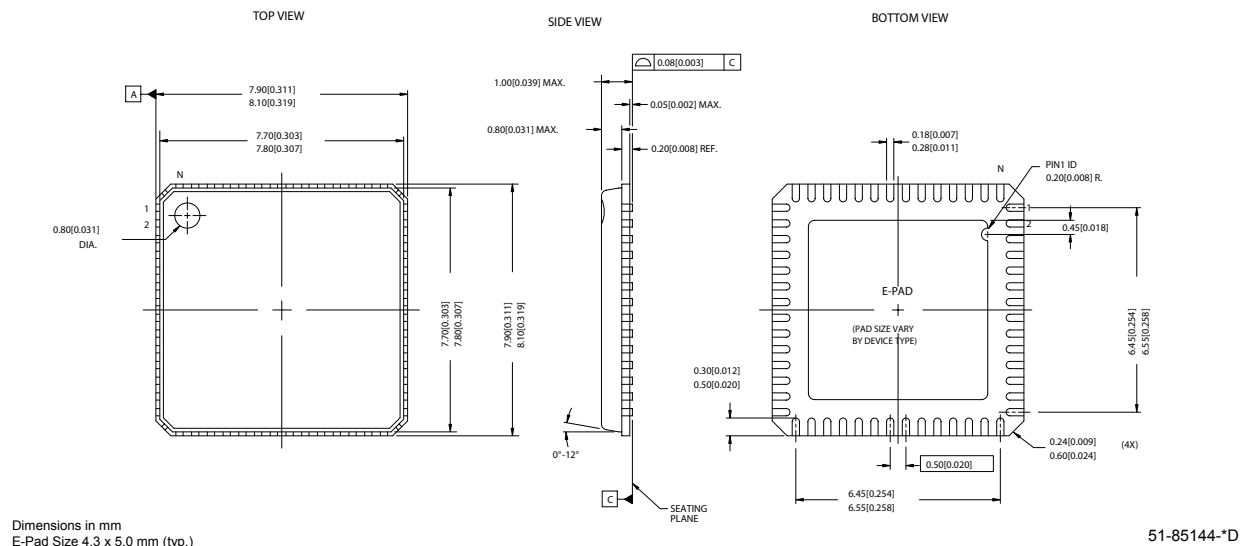 TOP VIEW
SIDE VIEW
BOTTOM VIEW
A
7.90[0.311]
8.10[0.319]
7.70[0.303]
7.80[0.307]
N
1
2
0.80[0.031]
DIA.
7.70[0.303]
7.80[0.307]
7.90[0.311]
8.10[0.319]
0.08[0.003] C
1.00[0.039] MAX.
0.05[0.002] MAX.
0.80[0.031] MAX.
0.20[0.008] REF.
0°-12°
C
SEATING
PLANE
0.18[0.007]
0.28[0.011]
N
PIN1 ID
0.20[0.008] R.
1
2
0.45[0.018]
E-PAD
(PAD SIZE VARY
BY DEVICE TYPE)
6.45[0.254]
6.55[0.258]
0.30[0.012]
0.50[0.020]
0.24[0.009]
0.60[0.024]
(4X)
0.50[0.020]
6.45[0.254]
6.55[0.258]
Dimensions in mm
E-Pad Size 4.3 x 5.0 mm (typ.)
51-85144-*D